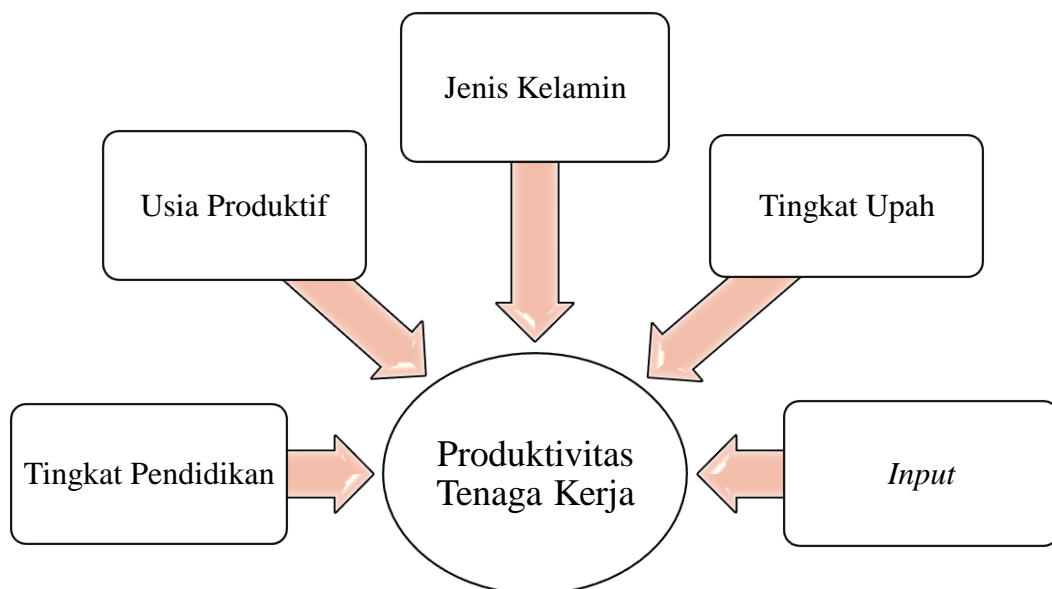 Jenis Kelamin
Usia Produktif
Tingkat Upah
Tingkat Pendidikan
Produktivitas
Tenaga Kerja
Input